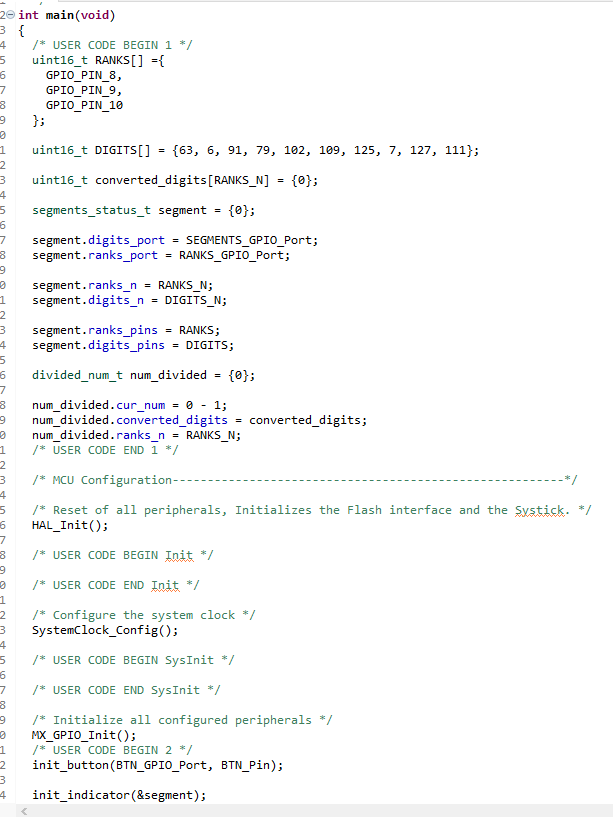 2 int main(void)
3 {
4 /* USER CODE BEGIN 1 */
5 uint16_t RANKS[] ={
6 GPIO_PIN_8,
7 GPIO_PIN_9,
8 GPIO_PIN_10
9 };
0
1 uint16_t DIGITS[] = {63, 6, 91, 79, 102, 109, 125, 7, 127, 111};
2
3 uint16_t converted_digits[RANKS_N] = {0};
4
5 segments_status_t segment = {0};
6
7 segment.digits_port = SEGMENTS_GPIO_Port;
8 segment.ranks_port = RANKS_GPIO_Port;
9
0 segment.ranks_n = RANKS_N;
1 segment.digits_n = DIGITS_N;
2
3 segment.ranks_pins = RANKS;
4 segment.digits_pins = DIGITS;
5
6 divided_num_t num_divided = {0};
7
8 num_divided.cur_num = 0 - 1;
9 num_divided.converted_digits = converted_digits;
0 num_divided.ranks_n = RANKS_N;
1 /* USER CODE END 1 */
2
3 /* MCU Configuration--------------------------------------------------------*/
4
5 /* Reset of all peripherals, Initializes the Flash interface and the Systick. */
6 HAL_Init();
7
8 /* USER CODE BEGIN Init */
9
0 /* USER CODE END Init */
1
2 /* Configure the system clock */
3 SystemClock_Config();
4
5 /* USER CODE BEGIN SysInit */
6
7 /* USER CODE END SysInit */
8
9 /* Initialize all configured peripherals */
0 MX_GPIO_Init();
1 /* USER CODE BEGIN 2 */
2 init_button(BTN_GPIO_Port, BTN_Pin);
3
4 init_indicator(&segment);